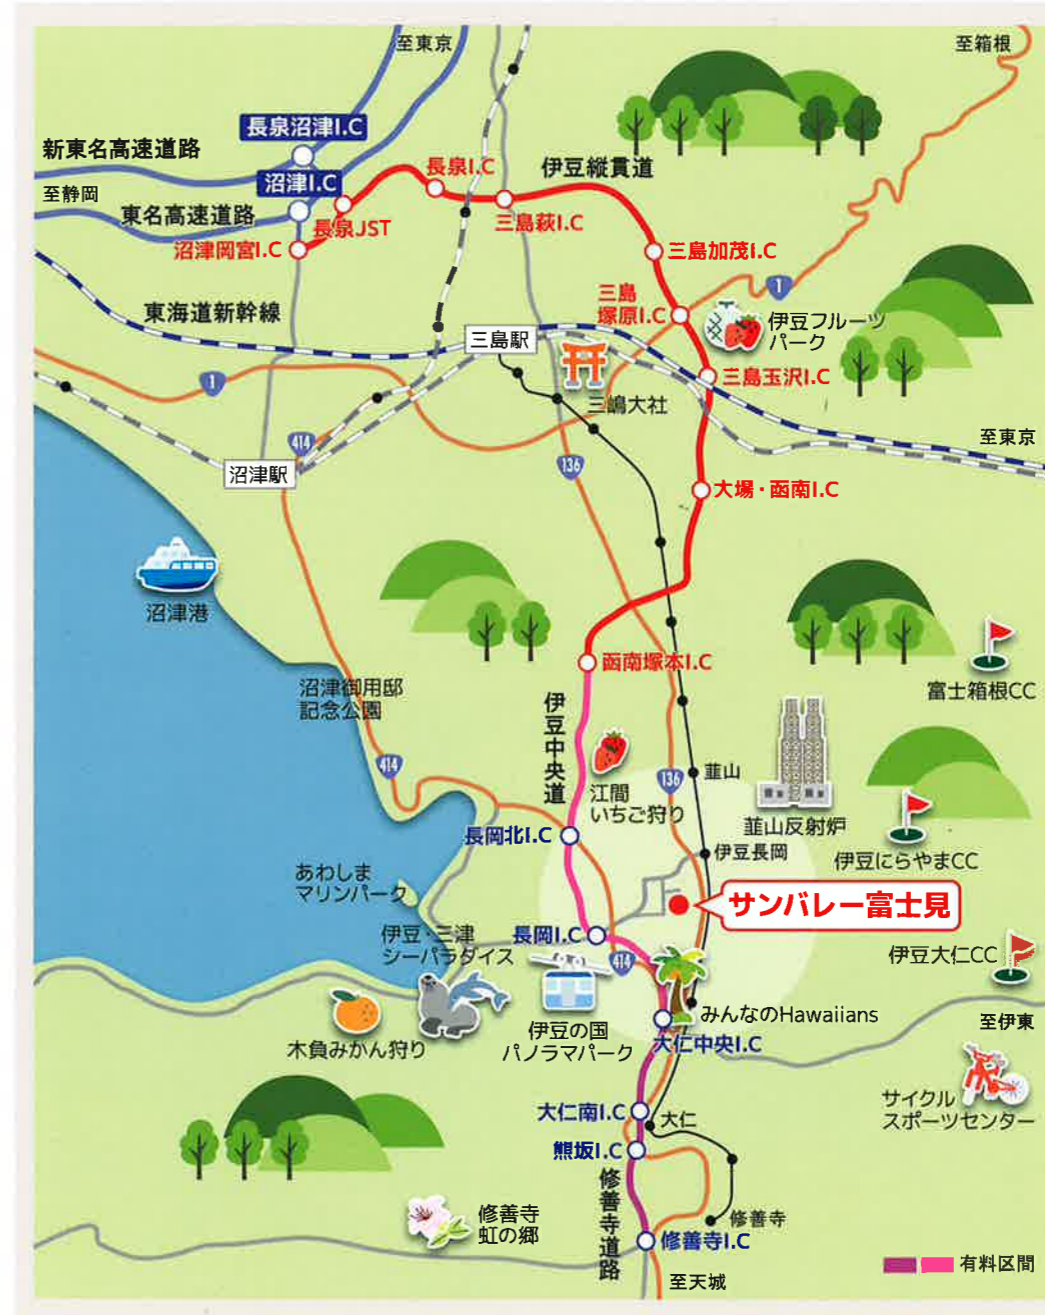 至東京
至箱根
長泉沼津I.C
新東名高速道路
至静岡
沼津I.C
長泉I.C
伊豆縦貫道
東名高速道路
長泉JST
三島萩I.C
沼津岡宮I.C
三島加茂I.C
三島
塚原I.C
1
東海道新幹線
伊豆フルーツ
パーク
三島駅
三島玉沢I.C
1
三嶋大社
414
至東京
136
沼津駅
大場・函南I.C
沼津港
函南塚本I.C
沼津御用邸
記念公園
富士箱根CC
伊豆中央道
414
136
韮山
江間
いちご狩り
韮山反射炉
長岡北I.C
伊豆長岡
伊豆にらやまCC
あわしま
マリンパーク
サンバレー富士見
伊豆・三津
シーパラダイス
長岡I.C
414
伊豆大仁CC
みんなのHawaiians
至伊東
伊豆の国
パノラマパーク
木負みかん狩り
大仁中央I.C
サイクル
スポーツセンター
大仁南I.C
大仁
熊坂I.C
修善寺道路
修善寺
虹の郷
修善寺
修善寺I.C
有料区間
至天城